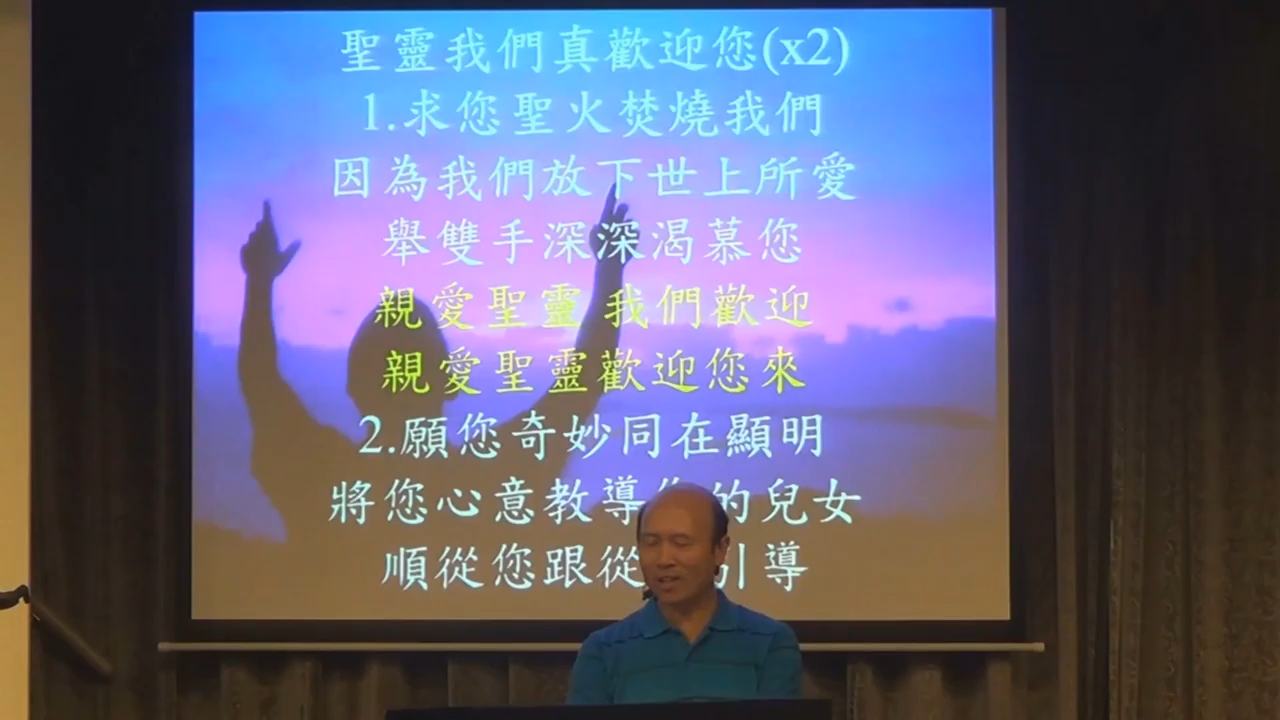 聖靈我們真歡迎您(x2)
1.求您聖火焚燒我們
因為我們放下世上所愛
舉雙手深深渴慕您
親愛聖靈 我們歡迎
親愛聖靈歡迎您來
2.願您奇妙同在顯明
將您心意教導 的兒女
順從您跟從 引導